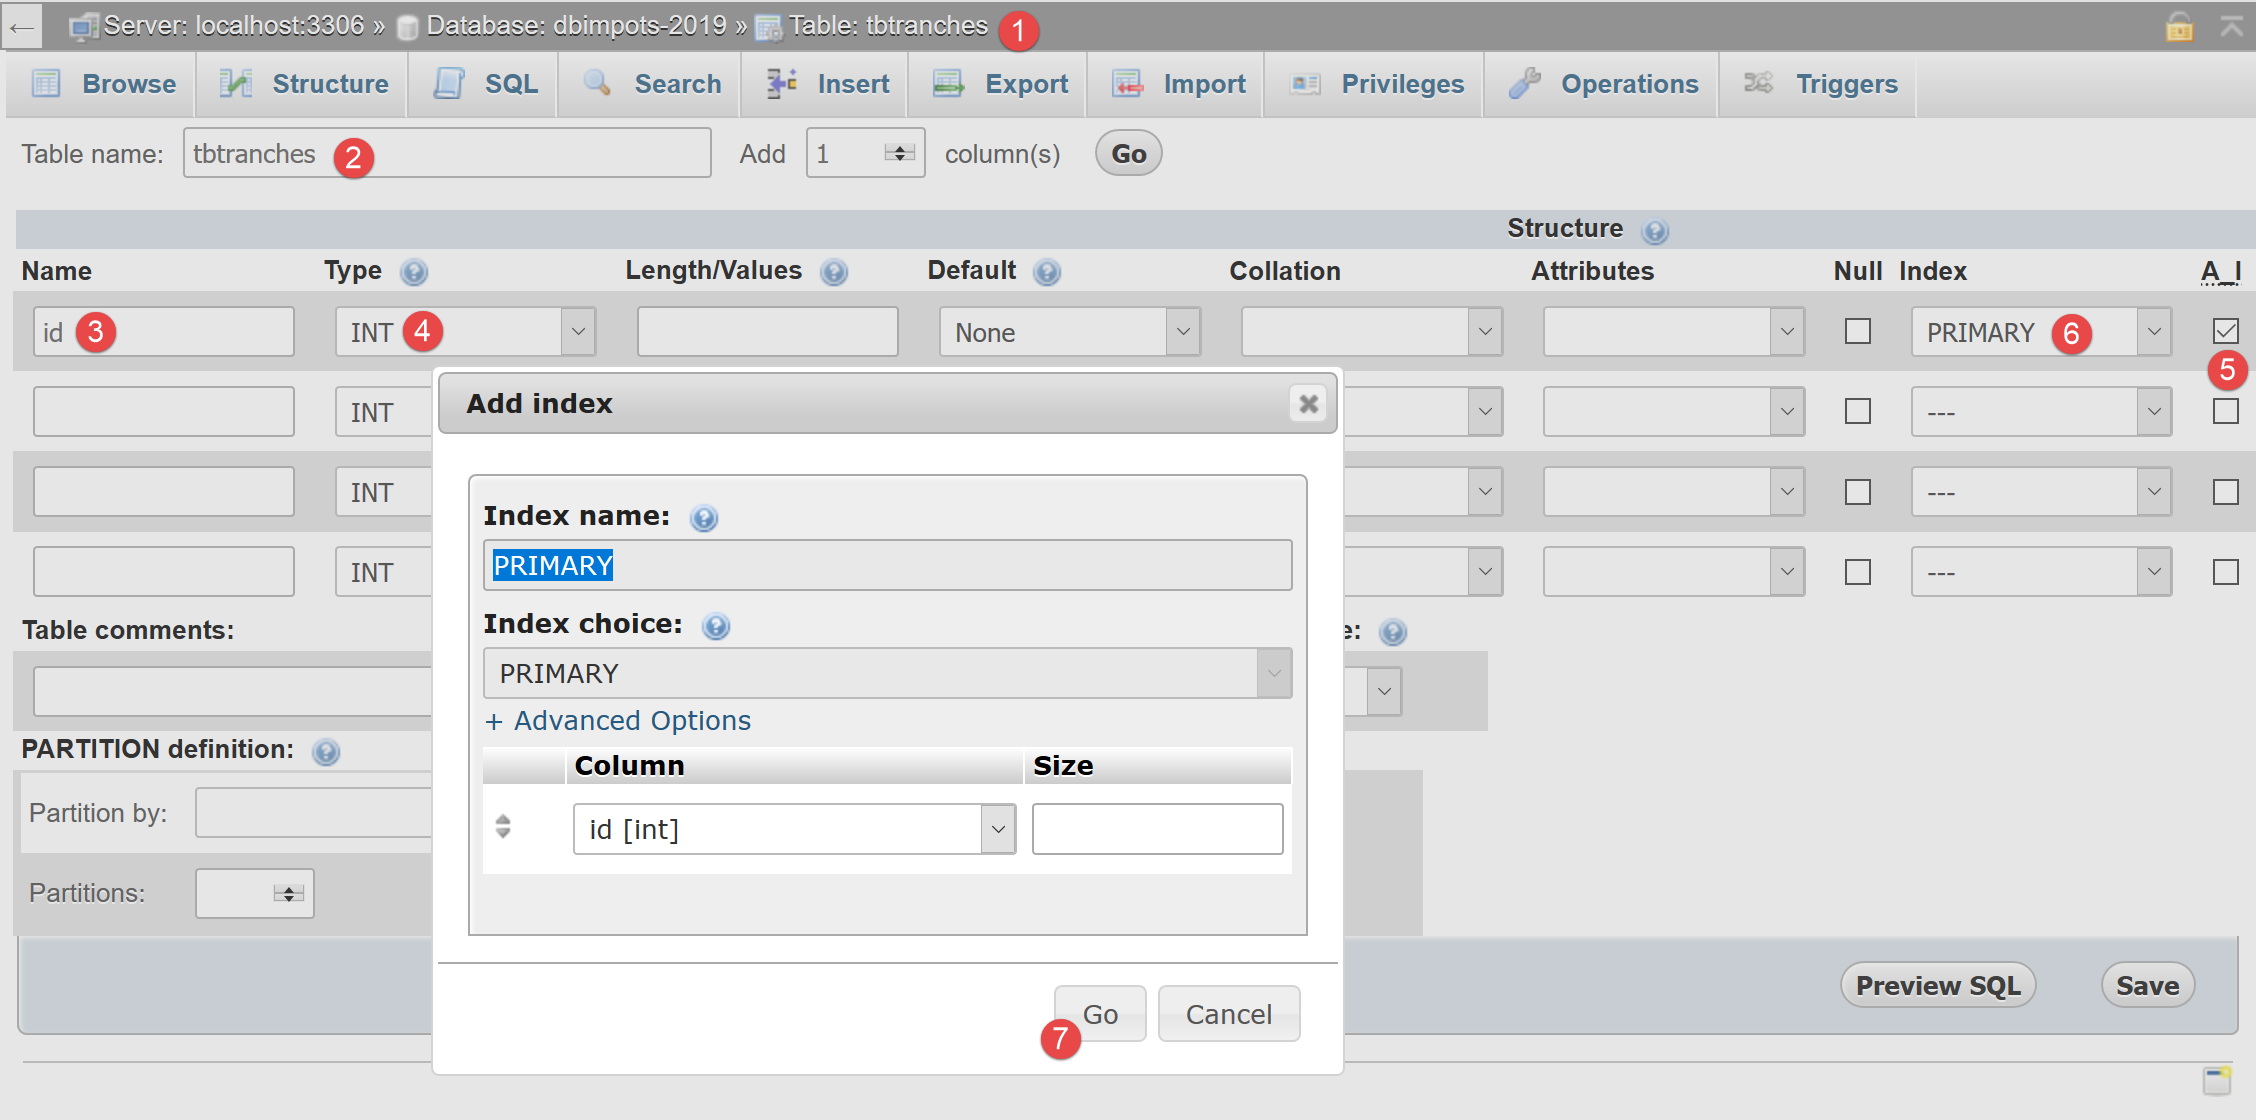 ← Server: localhost:3306 » Database: dbimpots-2019 » Table: tbtranches 1
Browse Structure SQL Search Insert Export Import Privileges Operations Triggers
Table name: tbtranches 2 Add 1 column(s) Go
Structure
Name Type Length/Values Default Collation Attributes Null Index A_I
id 3 INT 4 None PRIMARY 6
5
INT ---
INT ---
INT ---
Table comments: e:
PARTITION definition:
Partition by:
Partitions:
Preview SQL Save
Add index
Index name:
PRIMARY
Index choice:
PRIMARY
+ Advanced Options
Column Size
id [int]
Go Cancel
7